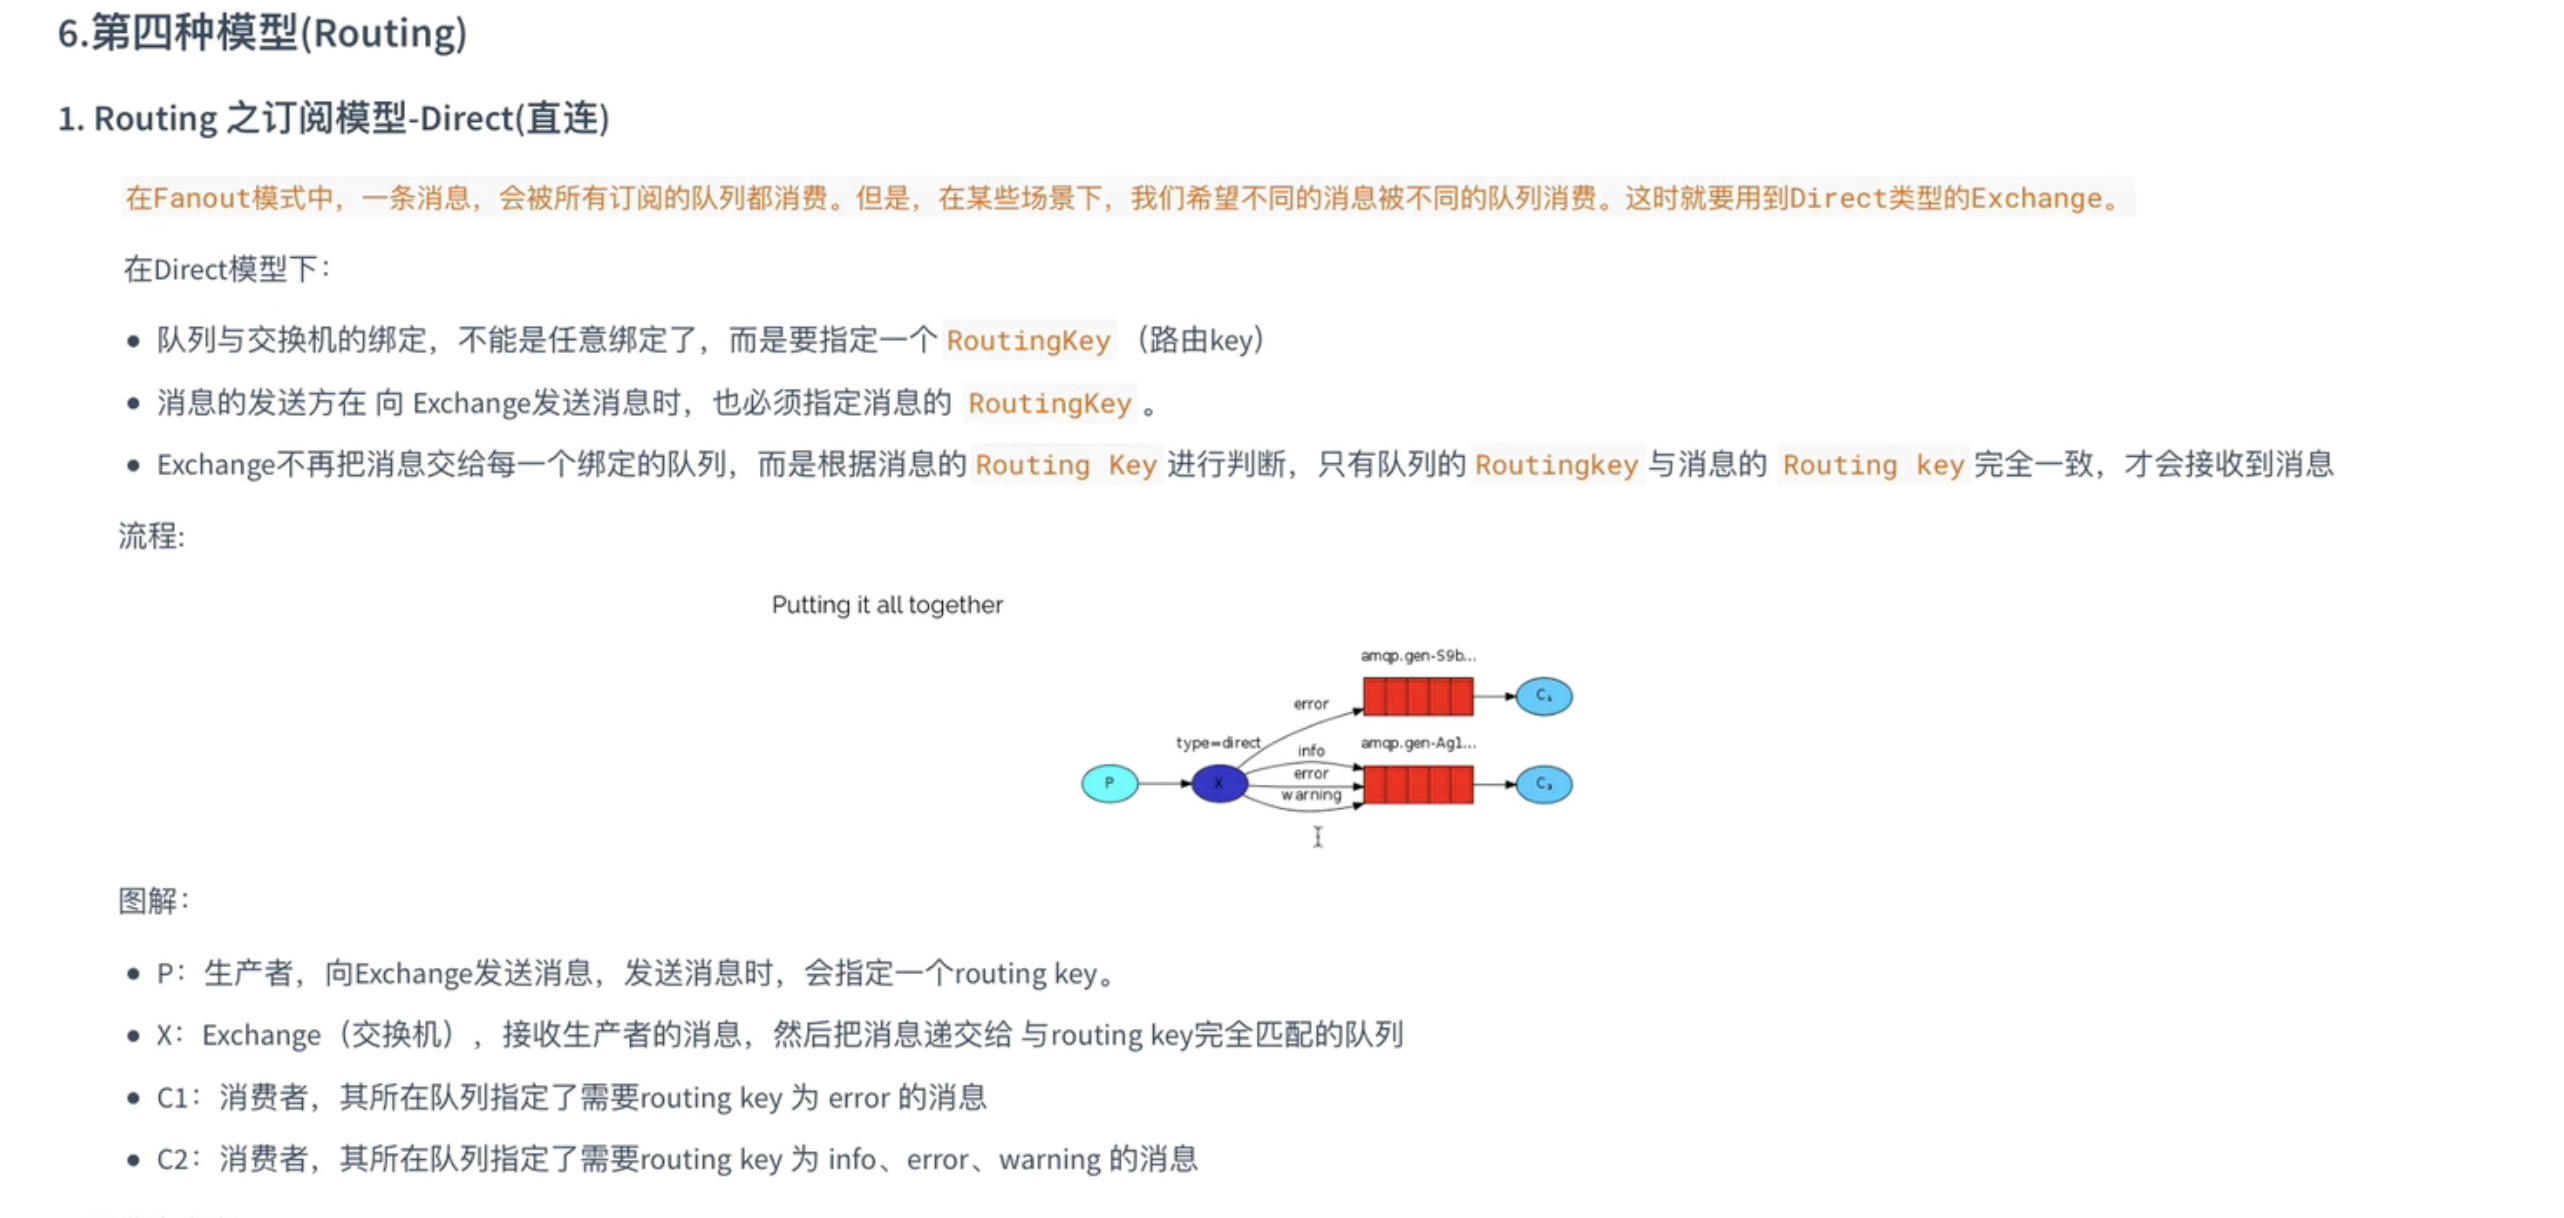 6.第四种模型(Routing)
1. Routing 之订阅模型-Direct(直连)
在Fanout模式中，一条消息，会被所有订阅的队列都消费。但是，在某些场景下，我们希望不同的消息被不同的队列消费。这时就要用到Direct类型的Exchange。
在Direct模型下：
• 队列与交换机的绑定，不能是任意绑定了，而是要指定一个 RoutingKey （路由key）
• 消息的发送方在 向 Exchange发送消息时，也必须指定消息的 RoutingKey 。
• Exchange不再把消息交给每一个绑定的队列，而是根据消息的 Routing Key 进行判断，只有队列的 Routingkey 与消息的 Routing key 完全一致，才会接收到消息
流程:
Putting it all together
amqp.gen-S9b...
error
C₁
type=direct
info
amqp.gen-Ag1...
P
X
error
C₂
warning
图解：
• P：生产者，向Exchange发送消息，发送消息时，会指定一个routing key。
• X：Exchange（交换机），接收生产者的消息，然后把消息递交给 与routing key完全匹配的队列
• C1：消费者，其所在队列指定了需要routing key 为 error 的消息
• C2：消费者，其所在队列指定了需要routing key 为 info、error、warning 的消息